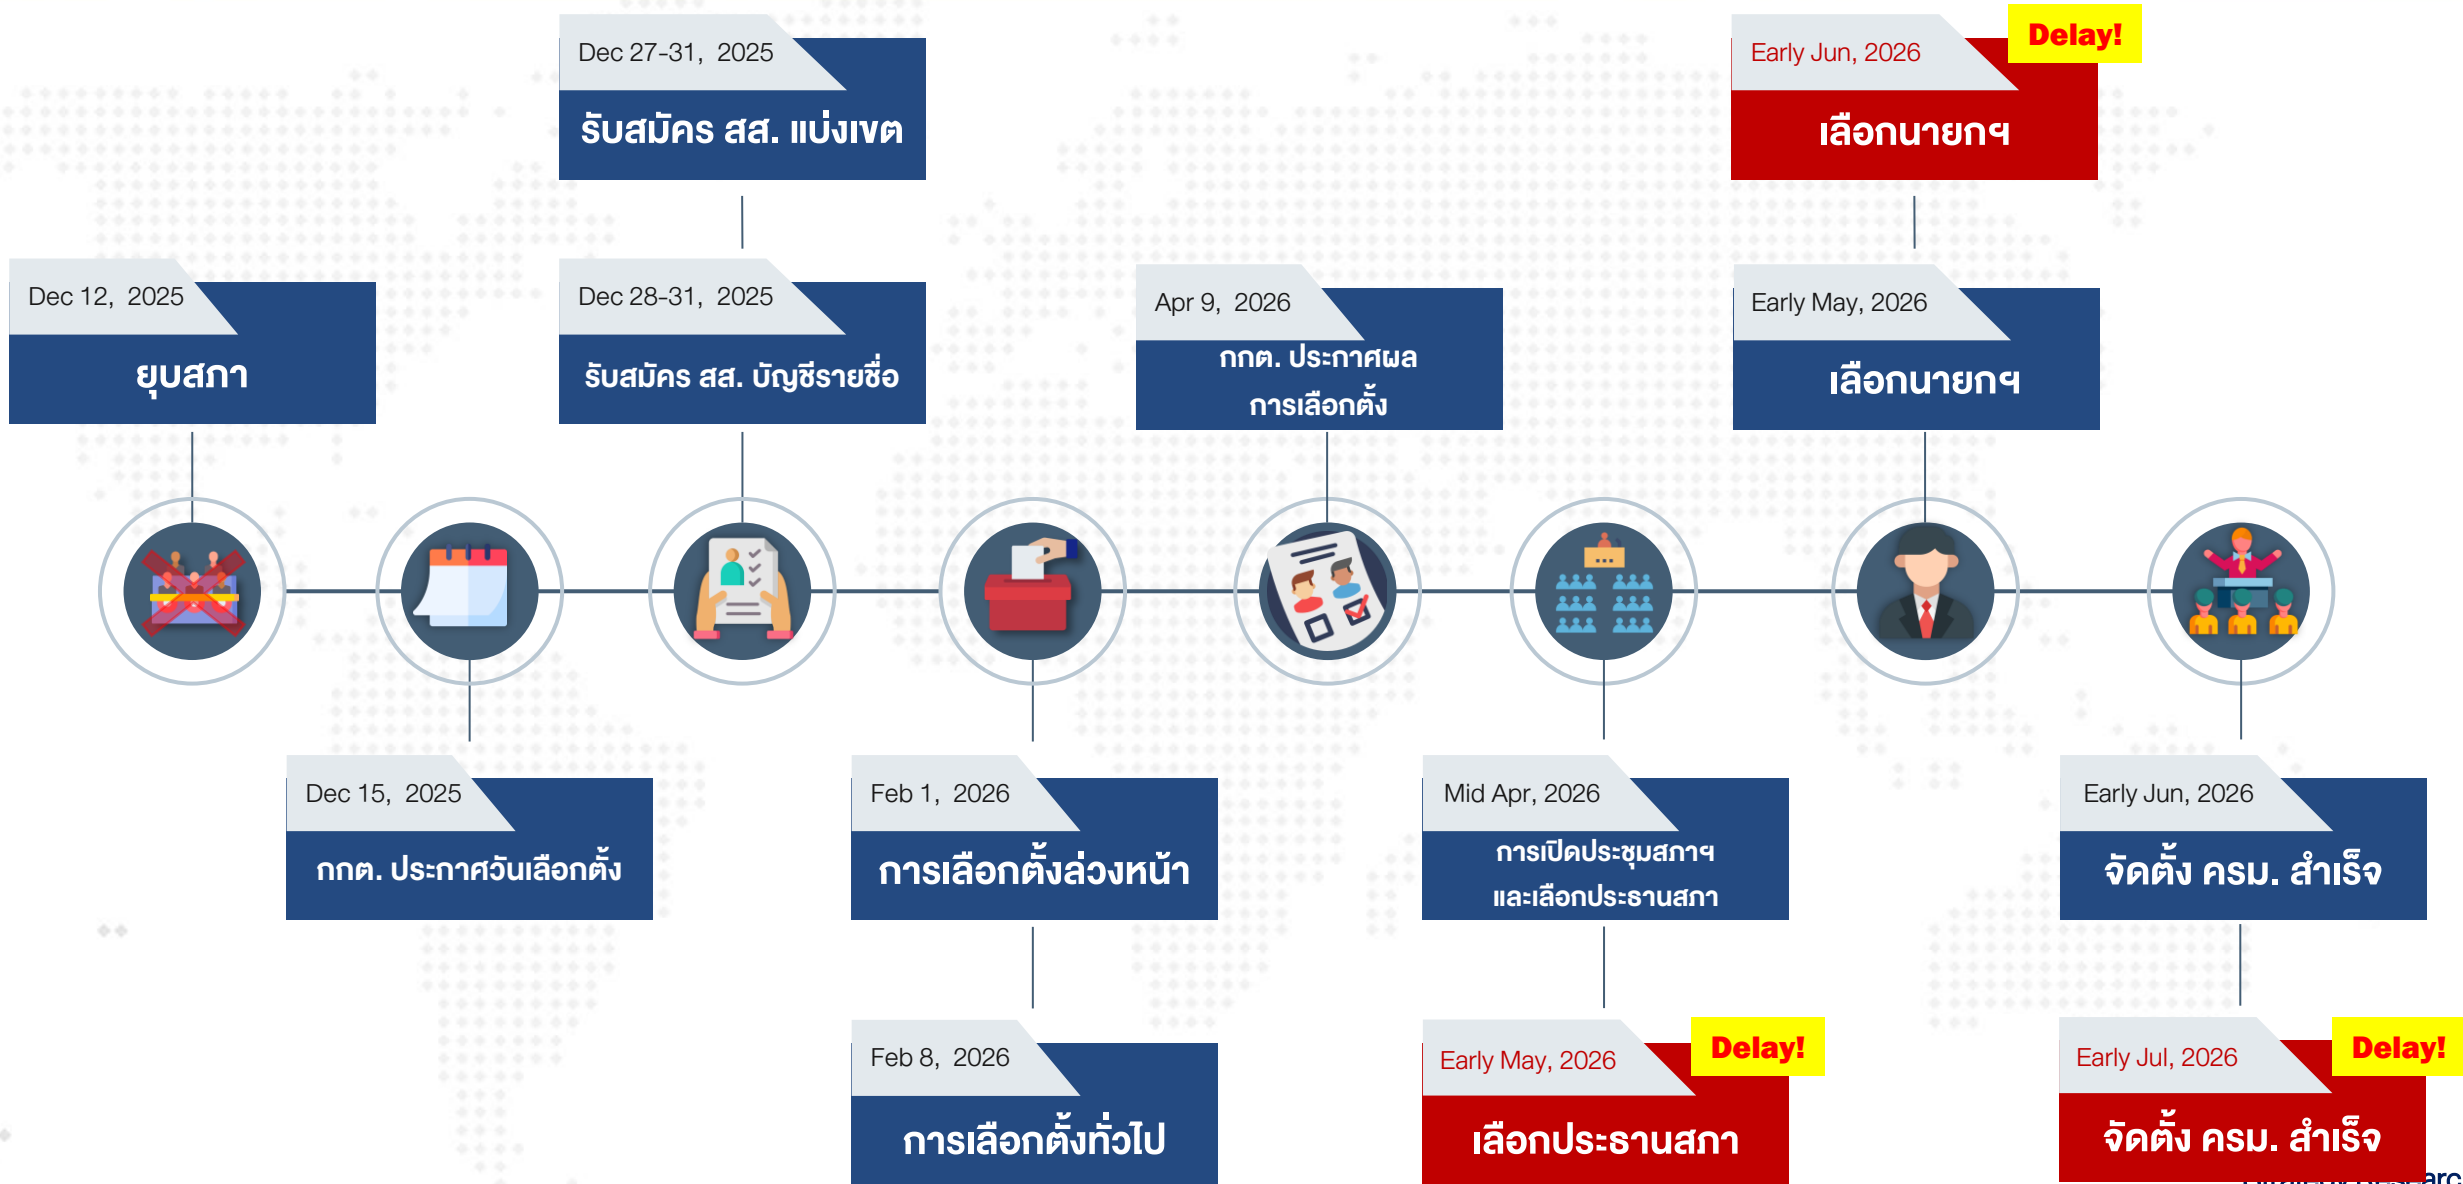 Dec 27-31, 2025
รับสมัคร สส. แบ่งเขต
Early Jun, 2026
Delay!
เลือกนายกฯ
Dec 12, 2025
ยุบสภา
Dec 28-31, 2025
รับสมัคร สส. บัญชีรายชื่อ
Apr 9, 2026
กกต. ประกาศผล
การเลือกตั้ง
Early May, 2026
เลือกนายกฯ
Dec 15, 2025
กกต. ประกาศวันเลือกตั้ง
Feb 1, 2026
การเลือกตั้งล่วงหน้า
Mid Apr, 2026
การเปิดประชุมสภาฯ
และเลือกประธานสภา
Early Jun, 2026
จัดตั้ง ครม. สำเร็จ
Feb 8, 2026
การเลือกตั้งทั่วไป
Early May, 2026
Delay!
เลือกประธานสภา
Early Jul, 2026
Delay!
จัดตั้ง ครม. สำเร็จ